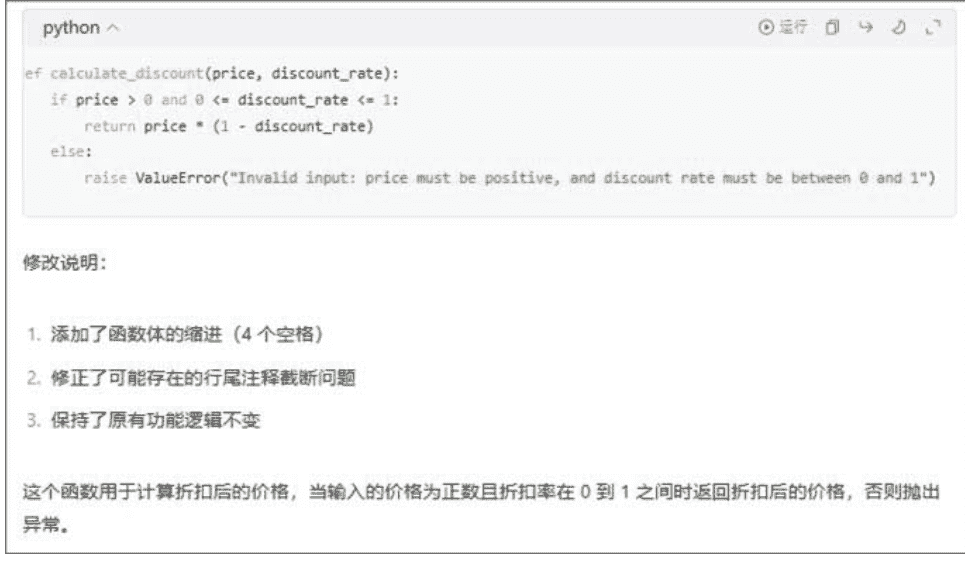 python
运行
ef calculate_discount(price, discount_rate):
    if price > 0 and 0 <= discount_rate <= 1:
        return price * (1 - discount_rate)
    else:
        raise ValueError("Invalid input: price must be positive, and discount rate must be between 0 and 1")
修改说明：
1. 添加了函数体的缩进（4 个空格）
2. 修正了可能存在的行尾注释截断问题
3. 保持了原有功能逻辑不变
这个函数用于计算折扣后的价格，当输入的价格为正数且折扣率在 0 到 1 之间时返回折扣后的价格，否则抛出
异常。